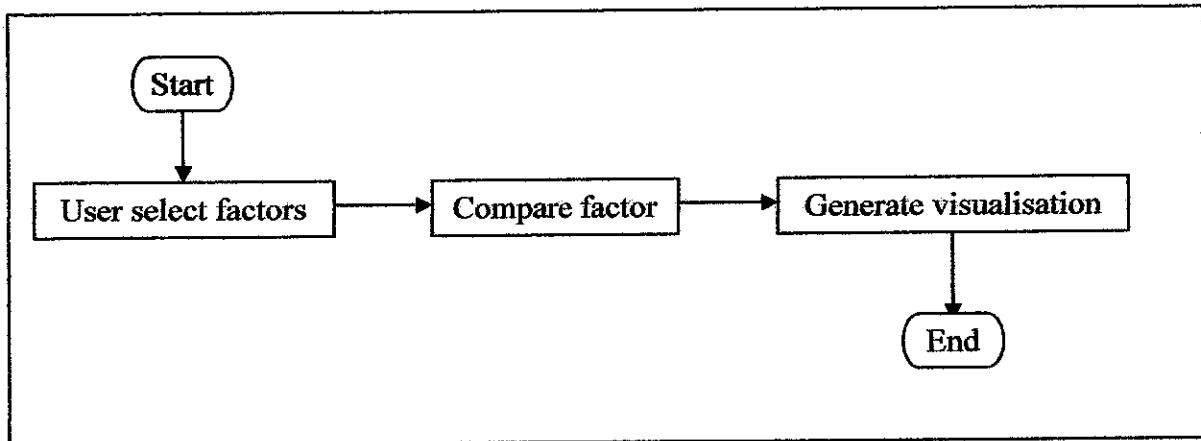 Start
User select factors
Compare factor
Generate visualisation
End